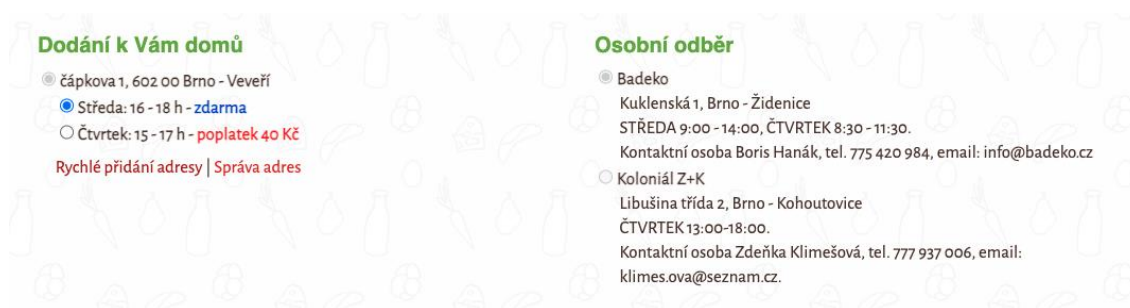 Dodání k Vám domů
čápkova 1, 602 00 Brno - Veveří
Středa: 16 - 18 h - zdarma
Čtvrtek: 15 - 17 h - poplatek 40 Kč
Rychlé přidání adresy | Správa adres
Osobní odběr
Badeko
Kuklenská 1, Brno - Židenice
STŘEDA 9:00 - 14:00, ČTVRTEK 8:30 - 11:30.
Kontaktní osoba Boris Hanák, tel. 775 420 984, email: info@badeko.cz
Koloniál Z+K
Libušina třída 2, Brno - Kohoutovice
ČTVRTEK 13:00-18:00.
Kontaktní osoba Zdeňka Klimešová, tel. 777 937 006, email:
klimes.ova@seznam.cz.